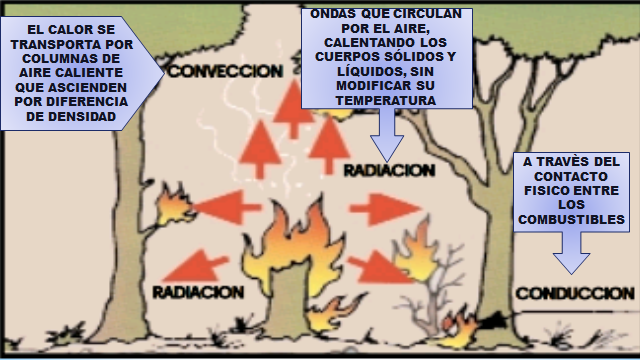 EL CALOR SE
TRANSPORTA POR
COLUMNAS DE
AIRE CALIENTE
QUE ASCIENDEN
POR DIFERENCIA
DE DENSIDAD
CONVECCION
ONDAS QUE CIRCULAN
POR EL AIRE,
CALENTANDO LOS
CUERPOS SÓLIDOS Y
LÍQUIDOS, SIN
MODIFICAR SU
TEMPERATURA
RADIACION
A TRAVÈS DEL
CONTACTO
FISICO ENTRE
LOS
COMBUSTIBLES
RADIACION
CONDUCCION